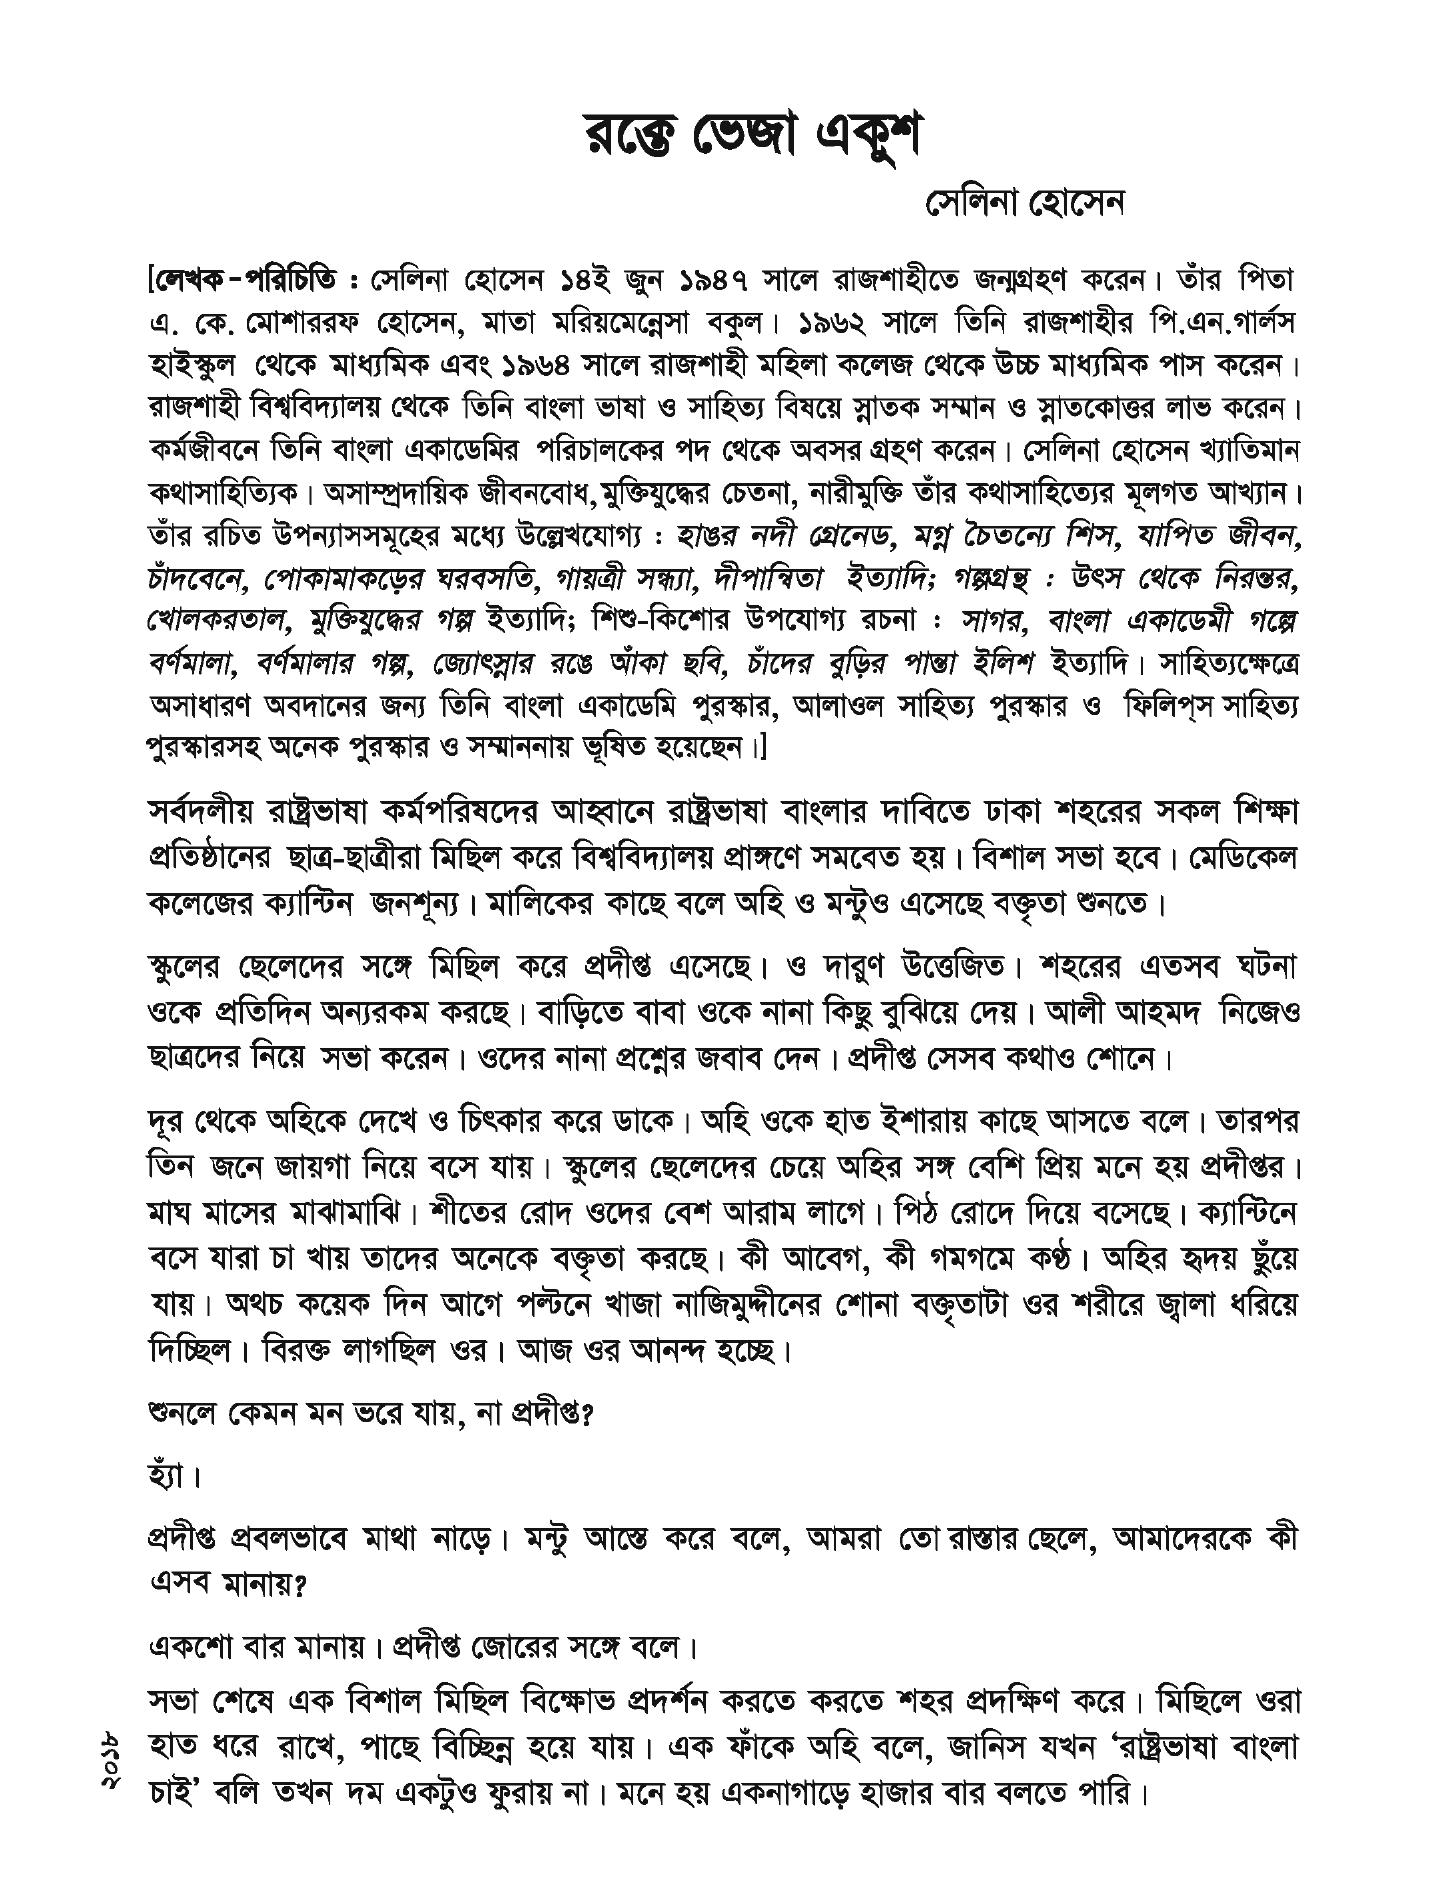 রক্তে ভেজা একুশ
সেলিনা হোসেন
[লেখক-পরিচিতি : সেলিনা হোসেন ১৪ই জুন ১৯৪৭ সালে রাজশাহীতে জন্মগ্রহণ করেন। তাঁর পিতা
এ. কে. মোশাররফ হোসেন, মাতা মরিয়মেন্নেসা বকুল। ১৯৬২ সালে তিনি রাজশাহীর পি.এন.গার্লস
হাইস্কুল থেকে মাধ্যমিক এবং ১৯৬৪ সালে রাজশাহী মহিলা কলেজ থেকে উচ্চ মাধ্যমিক পাস করেন।
রাজশাহী বিশ্ববিদ্যালয় থেকে তিনি বাংলা ভাষা ও সাহিত্য বিষয়ে স্নাতক সম্মান ও স্নাতকোত্তর লাভ করেন।
কর্মজীবনে তিনি বাংলা একাডেমির পরিচালকের পদ থেকে অবসর গ্রহণ করেন। সেলিনা হোসেন খ্যাতিমান
কথাসাহিত্যিক। অসাম্প্রদায়িক জীবনবোধ,মুক্তিযুদ্ধের চেতনা, নারীমুক্তি তাঁর কথাসাহিত্যের মূলগত আখ্যান।
তাঁর রচিত উপন্যাসসমূহের মধ্যে উল্লেখযোগ্য : হাঙর নদী গ্রেনেড, মগ্ন চৈতন্যে শিস, যাপিত জীবন,
চাঁদবেনে, পোকামাকড়ের ঘরবসতি, গায়ত্রী সন্ধ্যা, দীপান্বিতা ইত্যাদি; গল্পগ্রন্থ : উৎস থেকে নিরন্তর,
খোলকরতাল, মুক্তিযুদ্ধের গল্প ইত্যাদি; শিশু-কিশোর উপযোগ্য রচনা : সাগর, বাংলা একাডেমী গল্পে
বর্ণমালা, বর্ণমালার গল্প, জ্যোৎস্নার রঙে আঁকা ছবি, চাঁদের বুড়ির পান্তা ইলিশ ইত্যাদি। সাহিত্যক্ষেত্রে
অসাধারণ অবদানের জন্য তিনি বাংলা একাডেমি পুরস্কার, আলাওল সাহিত্য পুরস্কার ও ফিলিপ্‌স সাহিত্য
পুরস্কারসহ অনেক পুরস্কার ও সম্মাননায় ভূষিত হয়েছেন।]
সর্বদলীয় রাষ্ট্রভাষা কর্মপরিষদের আহ্বানে রাষ্ট্রভাষা বাংলার দাবিতে ঢাকা শহরের সকল শিক্ষা
প্রতিষ্ঠানের ছাত্র-ছাত্রীরা মিছিল করে বিশ্ববিদ্যালয় প্রাঙ্গণে সমবেত হয়। বিশাল সভা হবে। মেডিকেল
কলেজের ক্যান্টিন জনশূন্য। মালিকের কাছে বলে অহি ও মন্টুও এসেছে বক্তৃতা শুনতে।
স্কুলের ছেলেদের সঙ্গে মিছিল করে প্রদীপ্ত এসেছে। ও দারুণ উত্তেজিত। শহরের এতসব ঘটনা
ওকে প্রতিদিন অন্যরকম করছে। বাড়িতে বাবা ওকে নানা কিছু বুঝিয়ে দেয়। আলী আহমদ নিজেও
ছাত্রদের নিয়ে সভা করেন। ওদের নানা প্রশ্নের জবাব দেন। প্রদীপ্ত সেসব কথাও শোনে।
দূর থেকে অহিকে দেখে ও চিৎকার করে ডাকে। অহি ওকে হাত ইশারায় কাছে আসতে বলে। তারপর
তিন জনে জায়গা নিয়ে বসে যায়। স্কুলের ছেলেদের চেয়ে অহির সঙ্গ বেশি প্রিয় মনে হয় প্রদীপ্তর।
মাঘ মাসের মাঝামাঝি। শীতের রোদ ওদের বেশ আরাম লাগে। পিঠ রোদে দিয়ে বসেছে। ক্যান্টিনে
বসে যারা চা খায় তাদের অনেকে বক্তৃতা করছে। কী আবেগ, কী গমগমে কণ্ঠ। অহির হৃদয় ছুঁয়ে
যায়। অথচ কয়েক দিন আগে পল্টনে খাজা নাজিমুদ্দীনের শোনা বক্তৃতাটা ওর শরীরে জ্বালা ধরিয়ে
দিচ্ছিল। বিরক্ত লাগছিল ওর। আজ ওর আনন্দ হচ্ছে।
শুনলে কেমন মন ভরে যায়, না প্রদীপ্ত?
হ্যাঁ।
প্রদীপ্ত প্রবলভাবে মাথা নাড়ে। মন্টু আস্তে করে বলে, আমরা তো রাস্তার ছেলে, আমাদেরকে কী
এসব মানায়?
একশো বার মানায়। প্রদীপ্ত জোরের সঙ্গে বলে।
সভা শেষে এক বিশাল মিছিল বিক্ষোভ প্রদর্শন করতে করতে শহর প্রদক্ষিণ করে। মিছিলে ওরা
হাত ধরে রাখে, পাছে বিচ্ছিন্ন হয়ে যায়। এক ফাঁকে অহি বলে, জানিস যখন ‘রাষ্ট্রভাষা বাংলা
চাই’ বলি তখন দম একটুও ফুরায় না। মনে হয় একনাগাড়ে হাজার বার বলতে পারি।
২০১৮